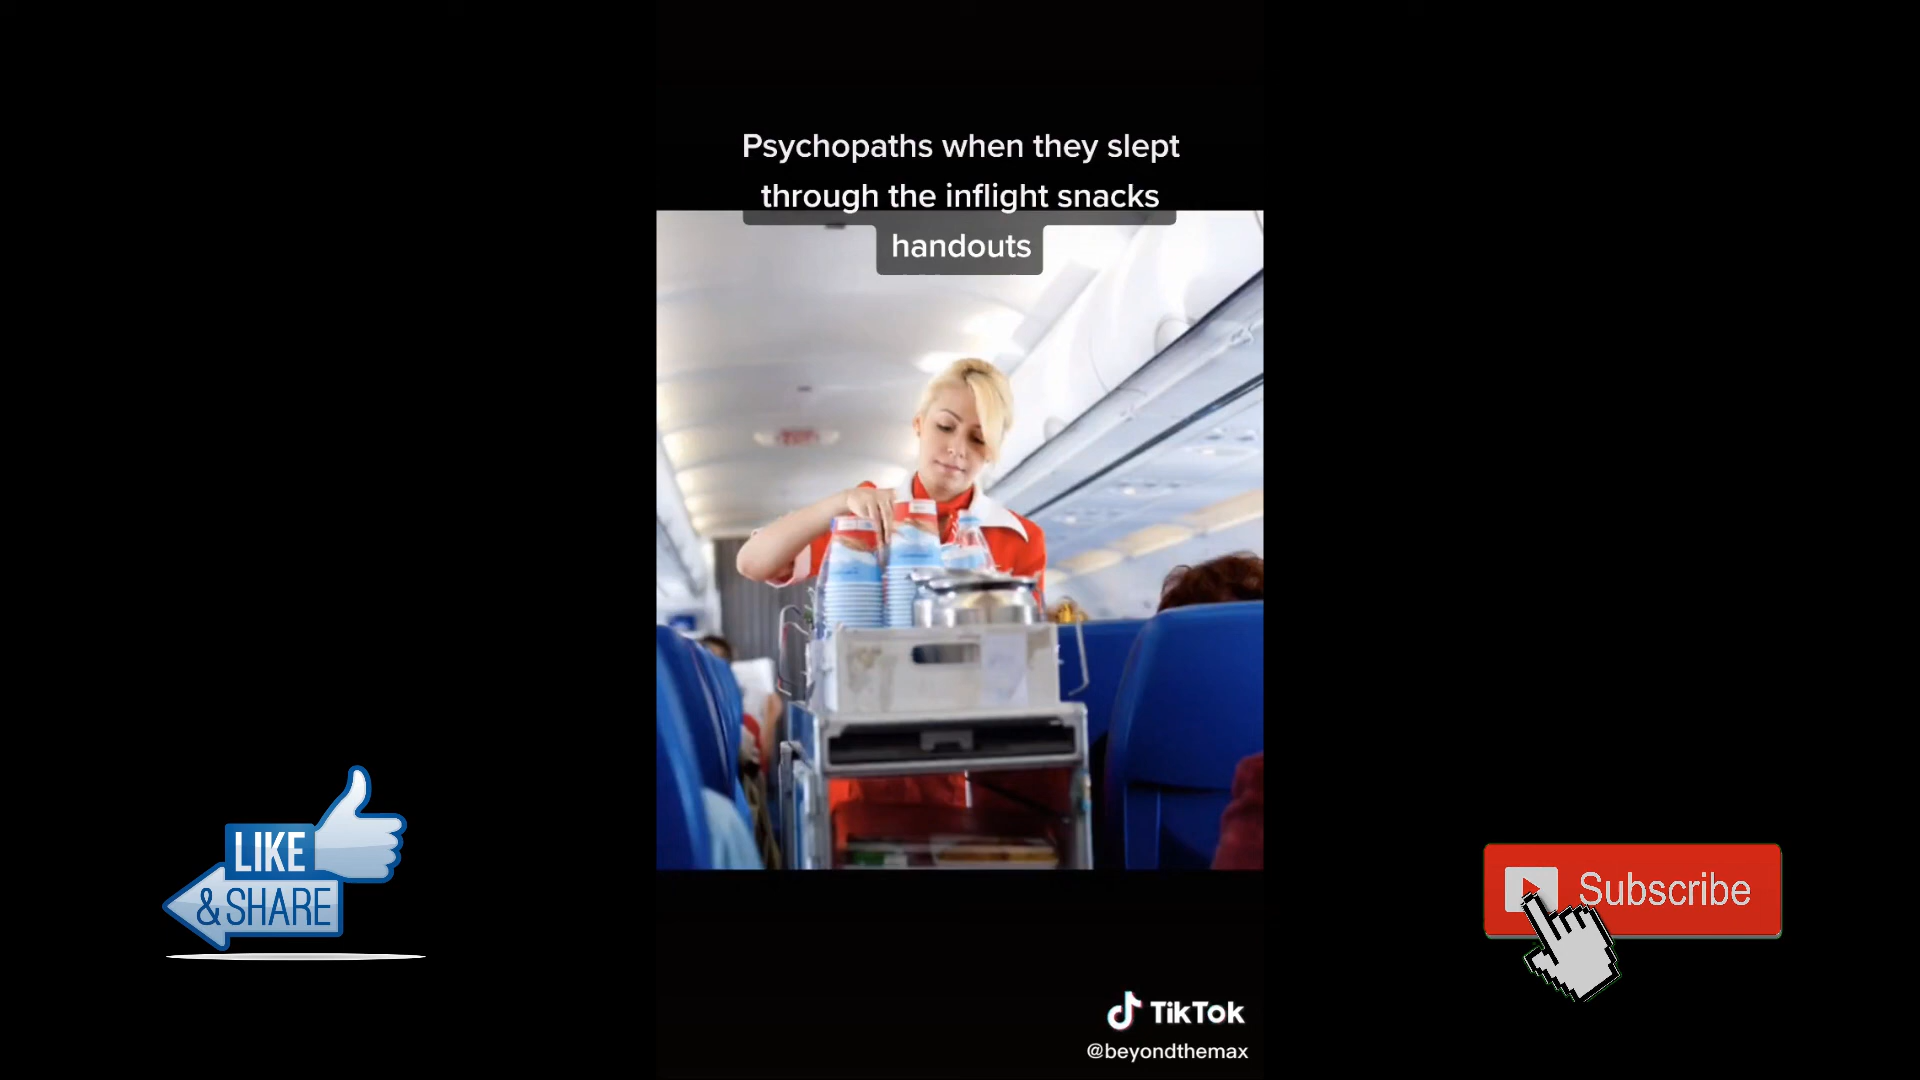 Psychopaths when they slept
through the inflight snacks
handouts
LIKE
& SHARE
Subscribe
TikTok
@beyondthemax